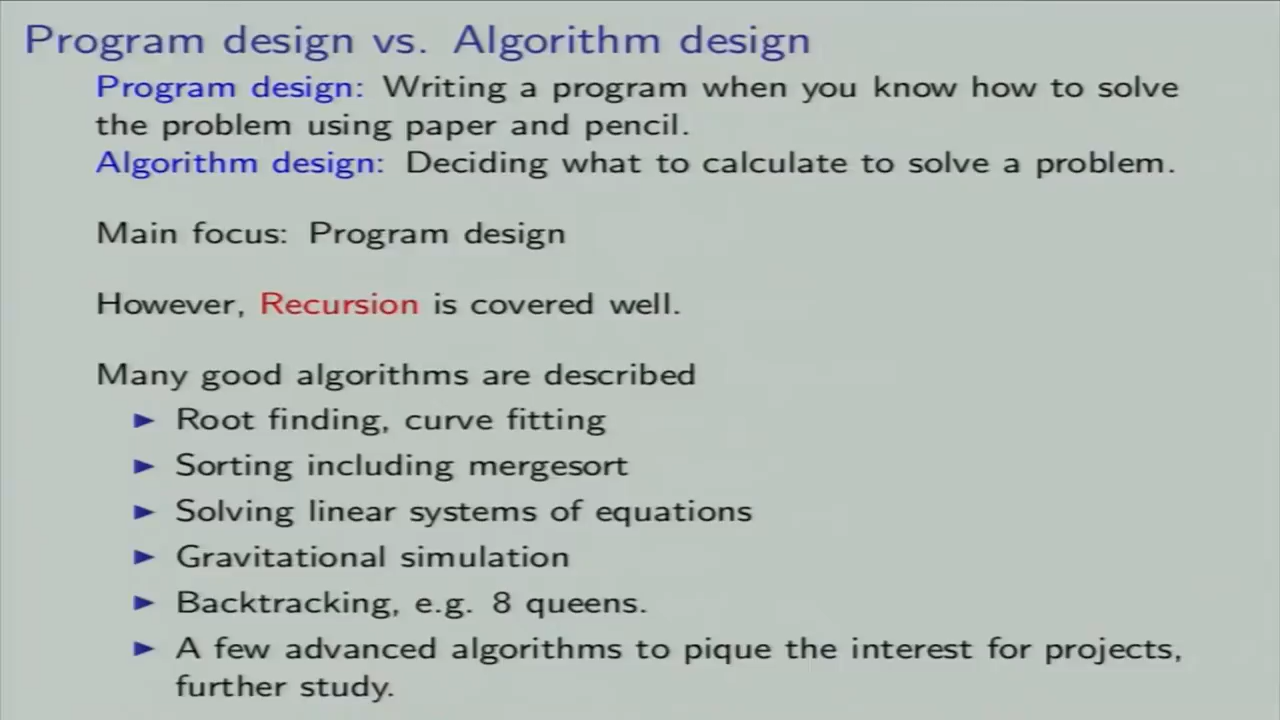 Program design vs. Algorithm design
Program design: Writing a program when you know how to solve
the problem using paper and pencil.
Algorithm design: Deciding what to calculate to solve a problem.
Main focus: Program design
However, Recursion is covered well.
Many good algorithms are described
► Root finding, curve fitting
► Sorting including mergesort
► Solving linear systems of equations
► Gravitational simulation
► Backtracking, e.g. 8 queens.
► A few advanced algorithms to pique the interest for projects,
further study.